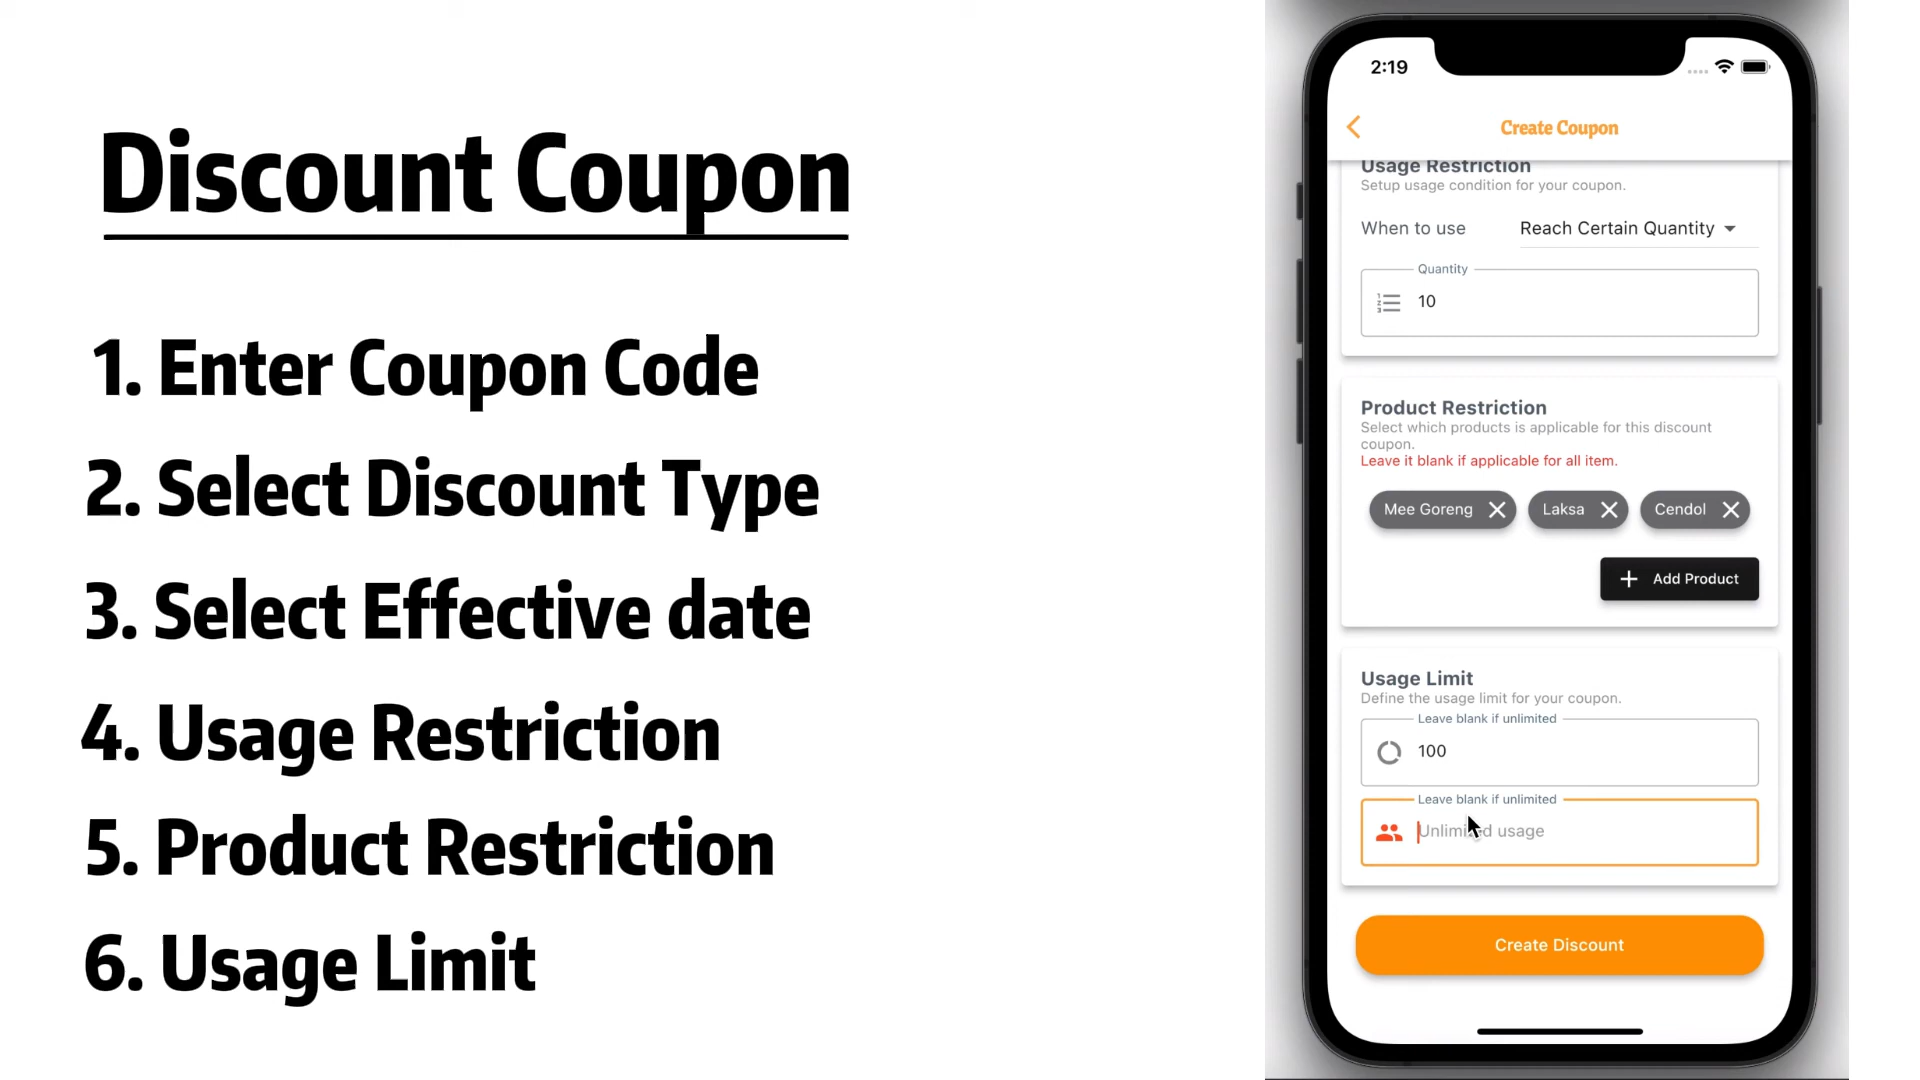 Discount Coupon
1. Enter Coupon Code
2. Select Discount Type
3. Select Effective date
4. Usage Restriction
5. Product Restriction
6. Usage Limit
2:19
Create Coupon
Usage Restriction
Setup usage condition for your coupon.
When to use Reach Certain Quantity
Quantity
10
Product Restriction
Select which products is applicable for this discount
coupon.
Leave it blank if applicable for all item.
Mee Goreng Laksa Cendol
Add Product
Usage Limit
Define the usage limit for your coupon.
Leave blank if unlimited
100
Leave blank if unlimited
Unlimited usage
Create Discount